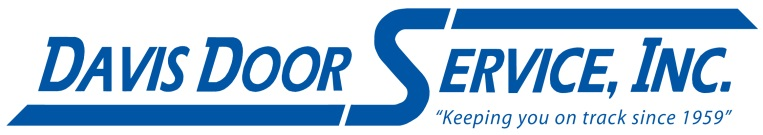 DAVIS DOOR SERVICE, INC.
“Keeping you on track since 1959”